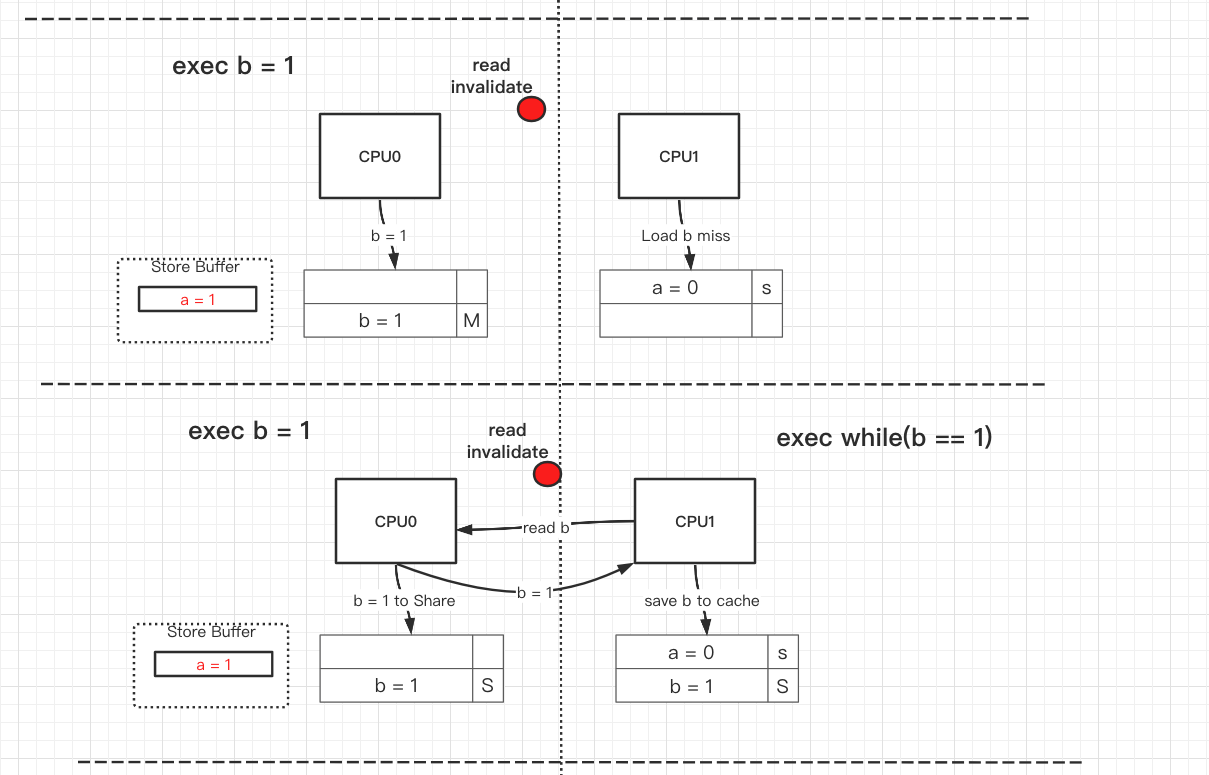 exec b = 1
read
invalidate
CPU0
CPU1
b = 1
Load b miss
Store Buffer
a = 1
a = 0
s
b = 1
M
exec b = 1
read
invalidate
exec while(b == 1)
CPU0
CPU1
read b
b = 1
b = 1 to Share
save b to cache
Store Buffer
a = 1
a = 0
s
b = 1
S
b = 1
S